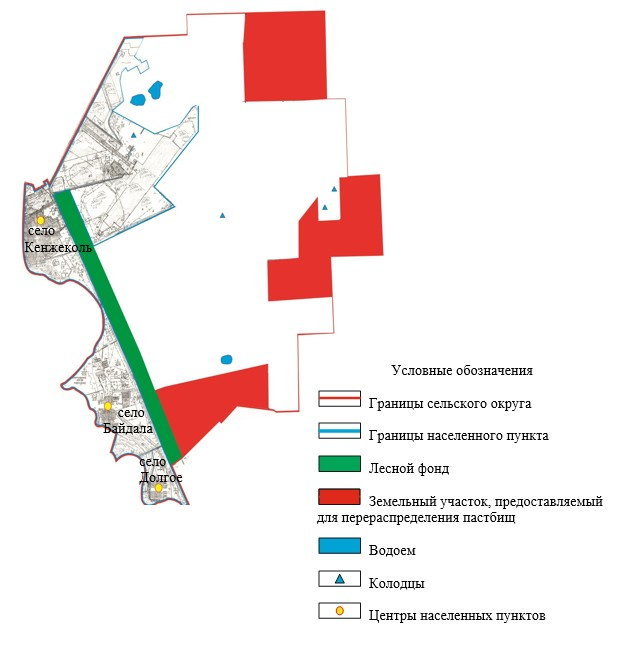 село
Кенжеколь
село
Байдала
село
Долгое
Условные обозначения
Границы сельского округа
Границы населенного пункта
Лесной фонд
Земельный участок, предоставляемый
для перераспределения пастбищ
Водоем
Колодцы
Центры населенных пунктов